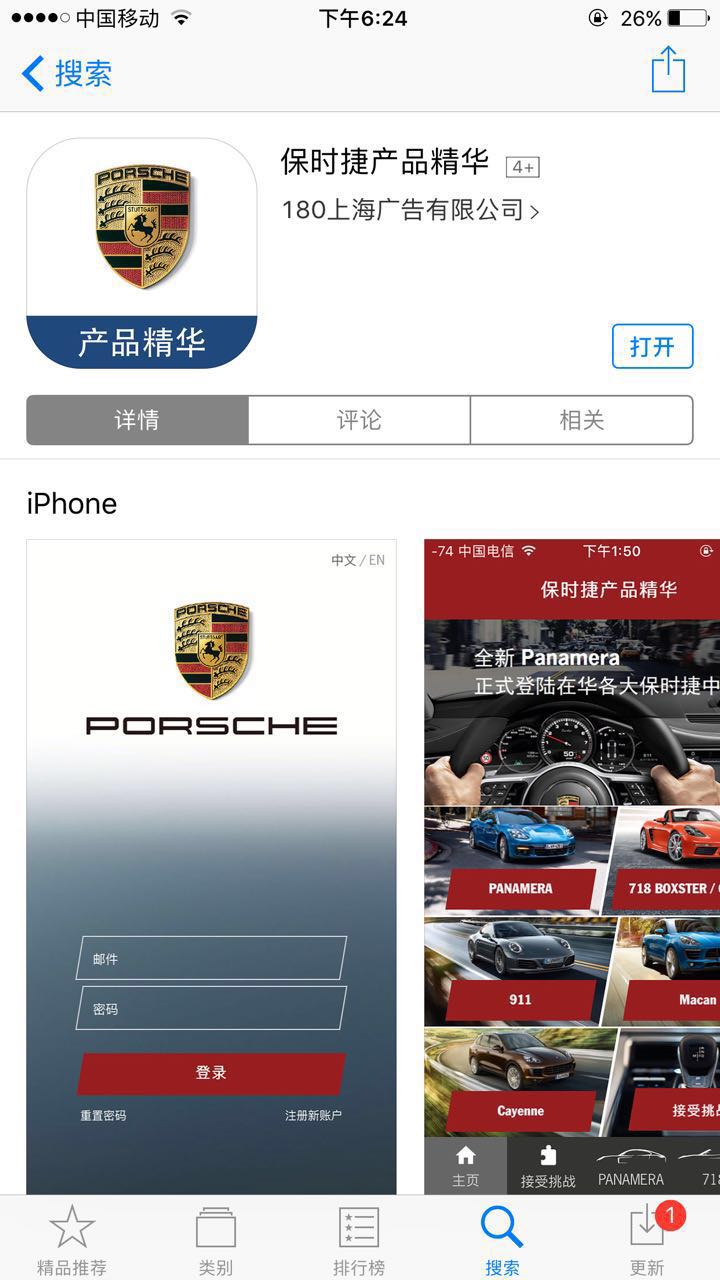 中国移动
下午6:24
26%
搜索
PORSCHE
STUTTGART
产品精华
保时捷产品精华 4+
180上海广告有限公司
打开
详情
评论
相关
iPhone
中文 / EN
PORSCHE
STUTTGART
PORSCHE
邮件
密码
登录
重置密码
注册新账户
-74 中国电信
下午1:50
保时捷产品精华
全新 Panamera
正式登陆在华各大保时捷中
PANAMERA
718 BOXSTER /
911
Macan
Cayenne
接受挑
主页
接受挑战
PANAMERA
718
精品推荐
类别
排行榜
搜索
更新
1